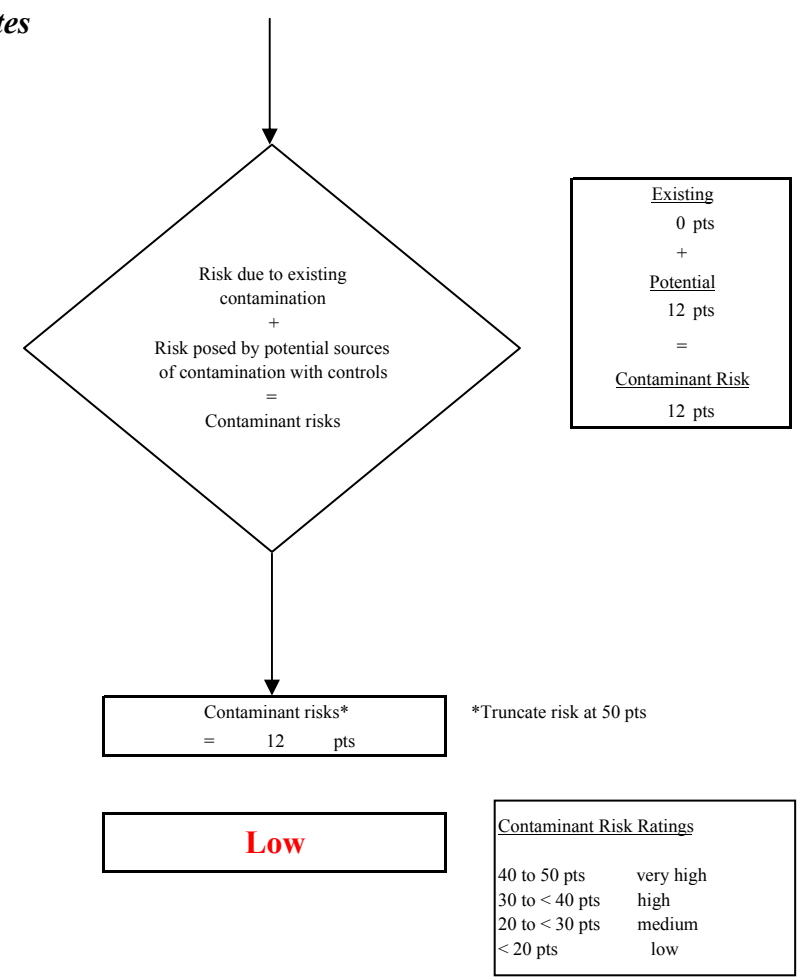 tes
Risk due to existing
contamination
+
Risk posed by potential sources
of contamination with controls
=
Contaminant risks
Existing
0 pts
+
Potential
12 pts
=
Contaminant Risk
12 pts
Contaminant risks*
= 12 pts
*Truncate risk at 50 pts
Low
Contaminant Risk Ratings
40 to 50 pts very high
30 to < 40 pts high
20 to < 30 pts medium
< 20 pts low